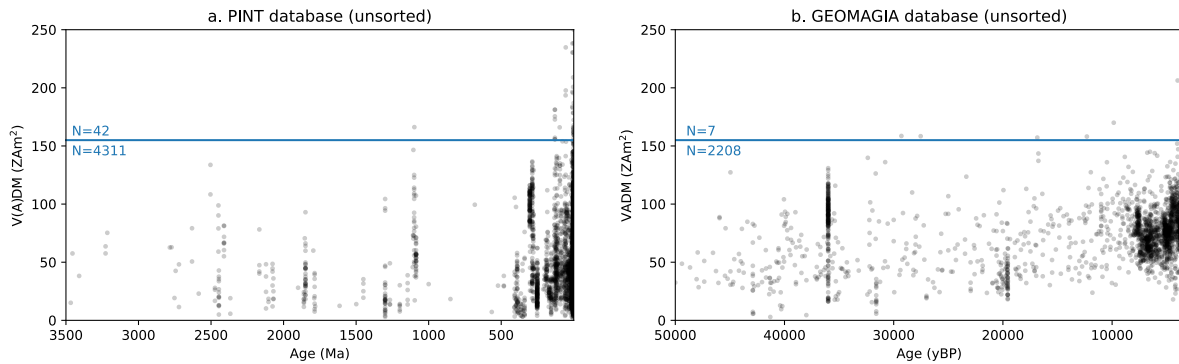 a. PINT database (unsorted)
250
200
150
100
50
0
V(A)DM (ZAm²)
N=42
N=4311
3500 3000 2500 2000 1500 1000 500
Age (Ma)
b. GEOMAGIA database (unsorted)
250
200
150
100
50
0
VADM (ZAm²)
N=7
N=2208
50000 40000 30000 20000 10000
Age (yBP)